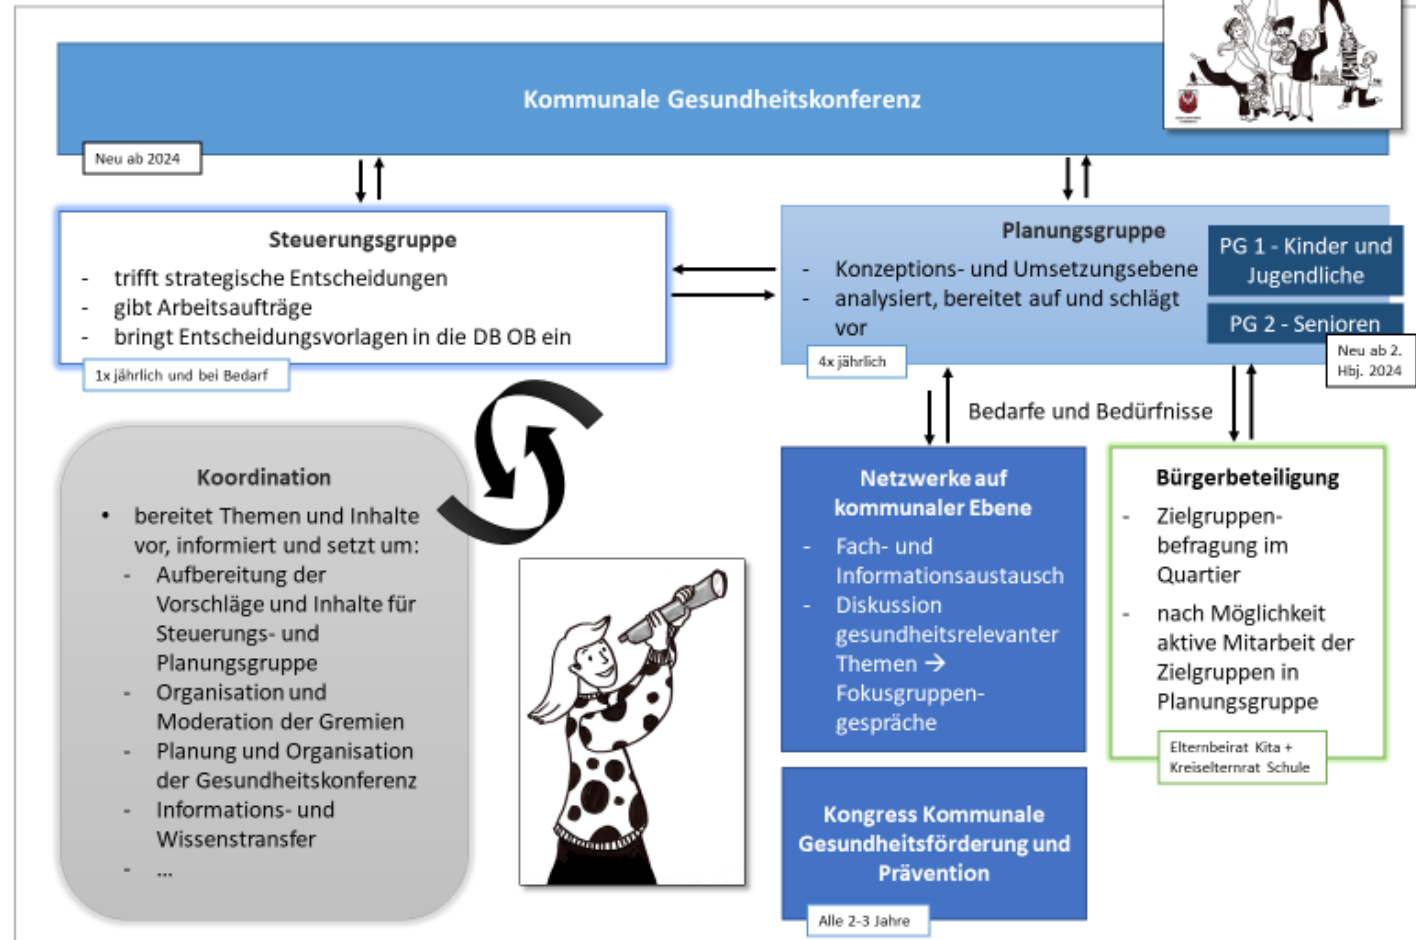 Kommunale Gesundheitskonferenz
Neu ab 2024
Steuerungsgruppe
- trifft strategische Entscheidungen
- gibt Arbeitsaufträge
- bringt Entscheidungsvorlagen in die DB OB ein
1x jährlich und bei Bedarf
Planungsgruppe
- Konzeptions- und Umsetzungsebene
- analysiert, bereitet auf und schlägt
vor
4x jährlich
PG 1 - Kinder und
Jugendliche
PG 2 - Senioren
Neu ab 2.
Hbj. 2024
Bedarfe und Bedürfnisse
Koordination
• bereitet Themen und Inhalte
vor, informiert und setzt um:
- Aufbereitung der
Vorschläge und Inhalte für
Steuerungs- und
Planungsgruppe
- Organisation und
Moderation der Gremien
- Planung und Organisation
der Gesundheitskonferenz
- Informations- und
Wissenstransfer
- ...
Netzwerke auf
kommunaler Ebene
- Fach- und
Informationsaustausch
- Diskussion
gesundheitsrelevanter
Themen →
Fokusgruppen-
gespräche
Bürgerbeteiligung
- Zielgruppen-
befragung im
Quartier
- nach Möglichkeit
aktive Mitarbeit der
Zielgruppen in
Planungsgruppe
Elternbeirat Kita +
Kreiselternrat Schule
Kongress Kommunale
Gesundheitsförderung und
Prävention
Alle 2-3 Jahre